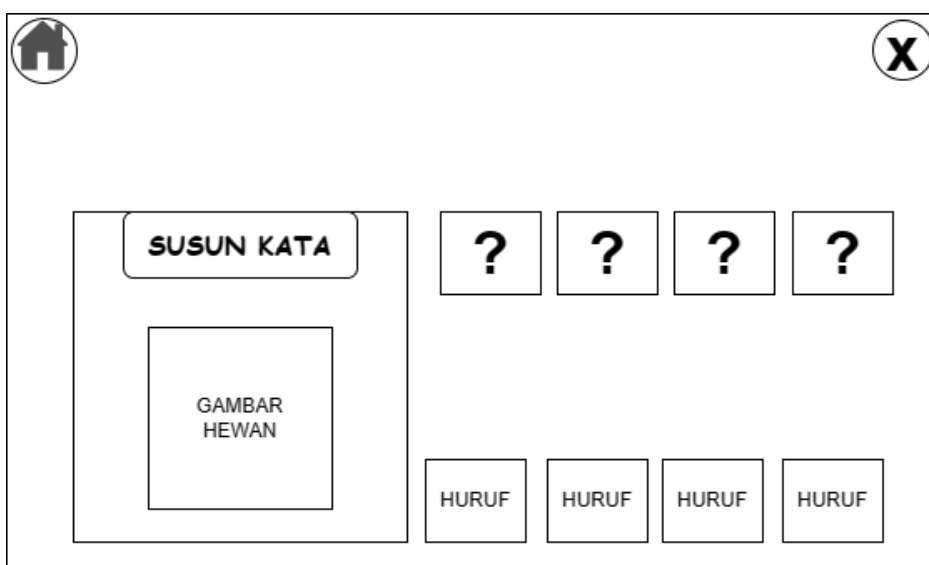 X
SUSUN KATA
? ? ? ?
GAMBAR
HEWAN
HURUF HURUF HURUF HURUF